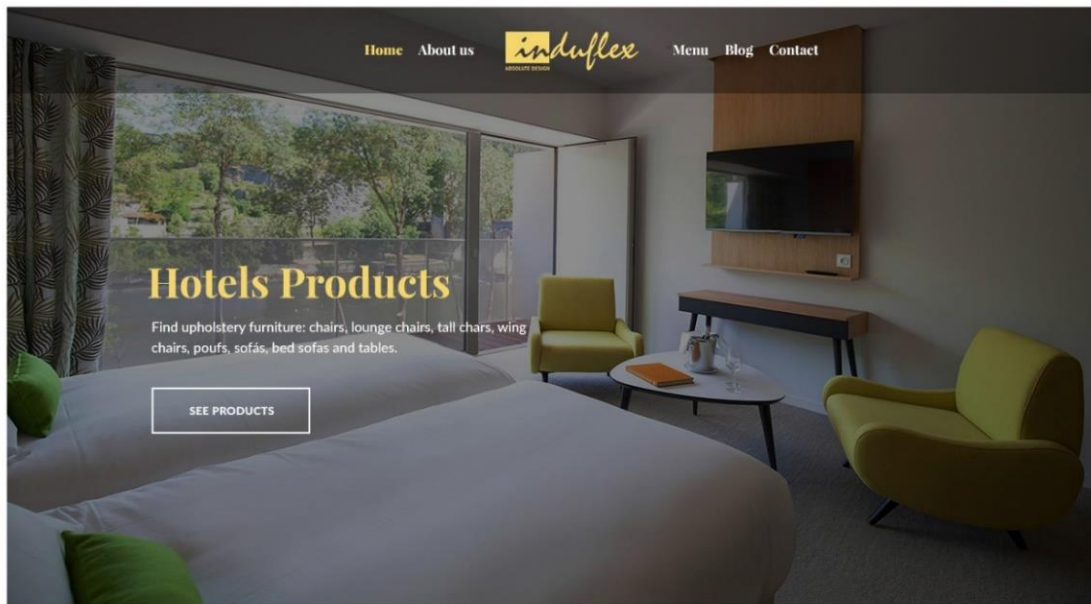 Home About us induflex Menu Blog Contact
ABSOLUTE DESIGN
Hotels Products
Find upholstery furniture: chairs, lounge chairs, tall chars, wing
chairs, poufs, sofás, bed sofas and tables.
SEE PRODUCTS